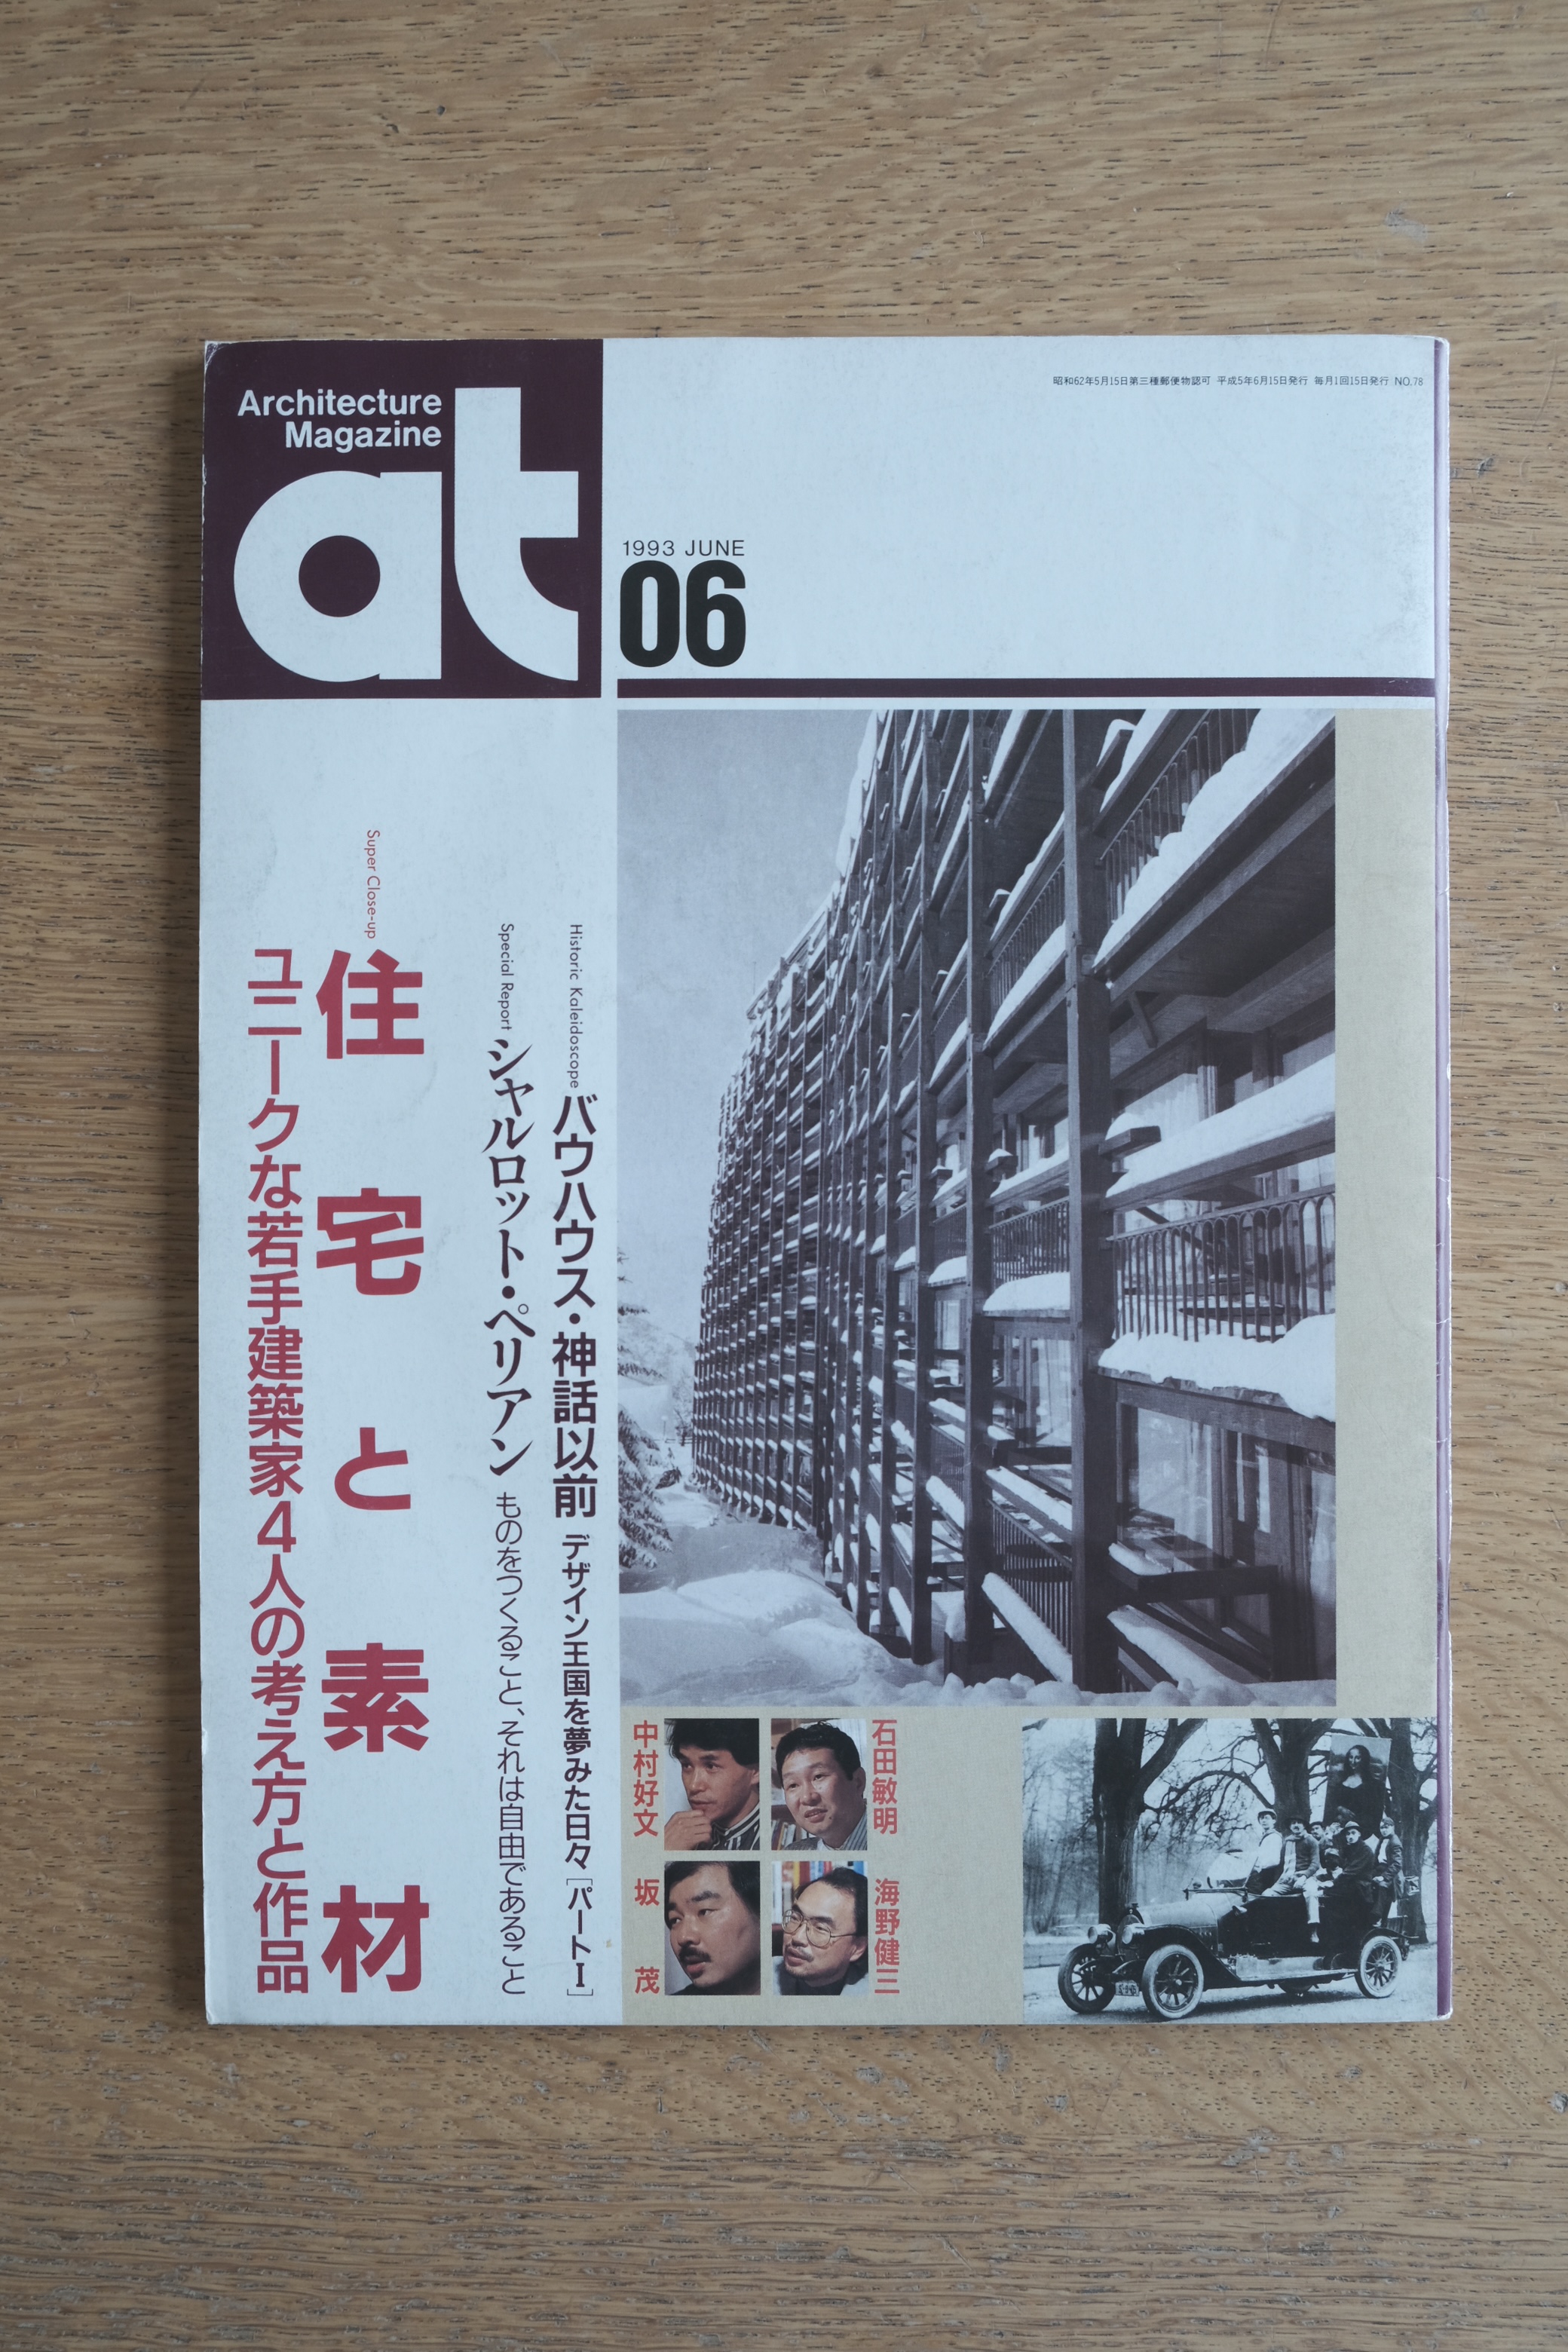 Architecture
Magazine
at
昭和62年5月15日第三種郵便物認可 平成5年6月15日発行 毎月1回15日発行 NO.78
1993 JUNE
06
Historic Kaleidoscope バウハウス・神話以前 デザイン王国を夢みた日々[パートI]
Special Report シャルロット・ペリアン ものをつくること、それは自由であること
Super Close-up
住宅と素材
ユニークな若手建築家4人の考え方と作品
石田敏明
中村好文
海野健三
坂 茂